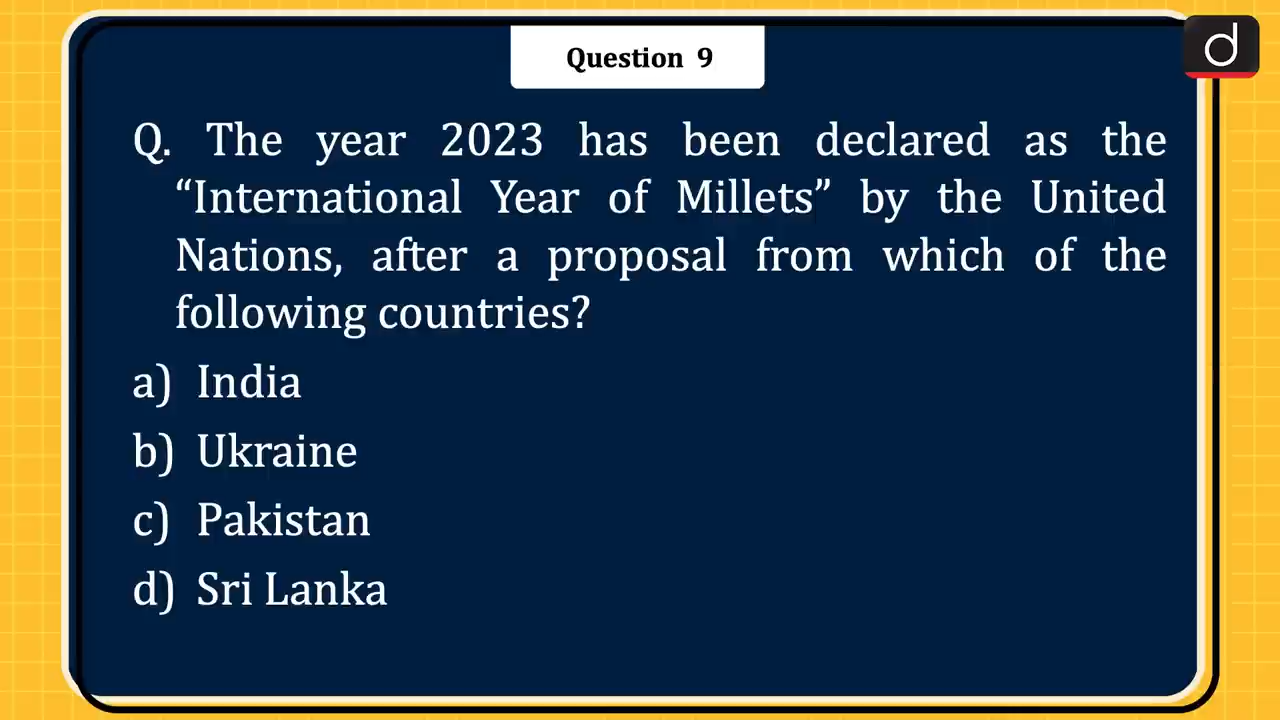 Question 9
d
Q. The year 2023 has been declared as the
“International Year of Millets” by the United
Nations, after a proposal from which of the
following countries?
a) India
b) Ukraine
c) Pakistan
d) Sri Lanka